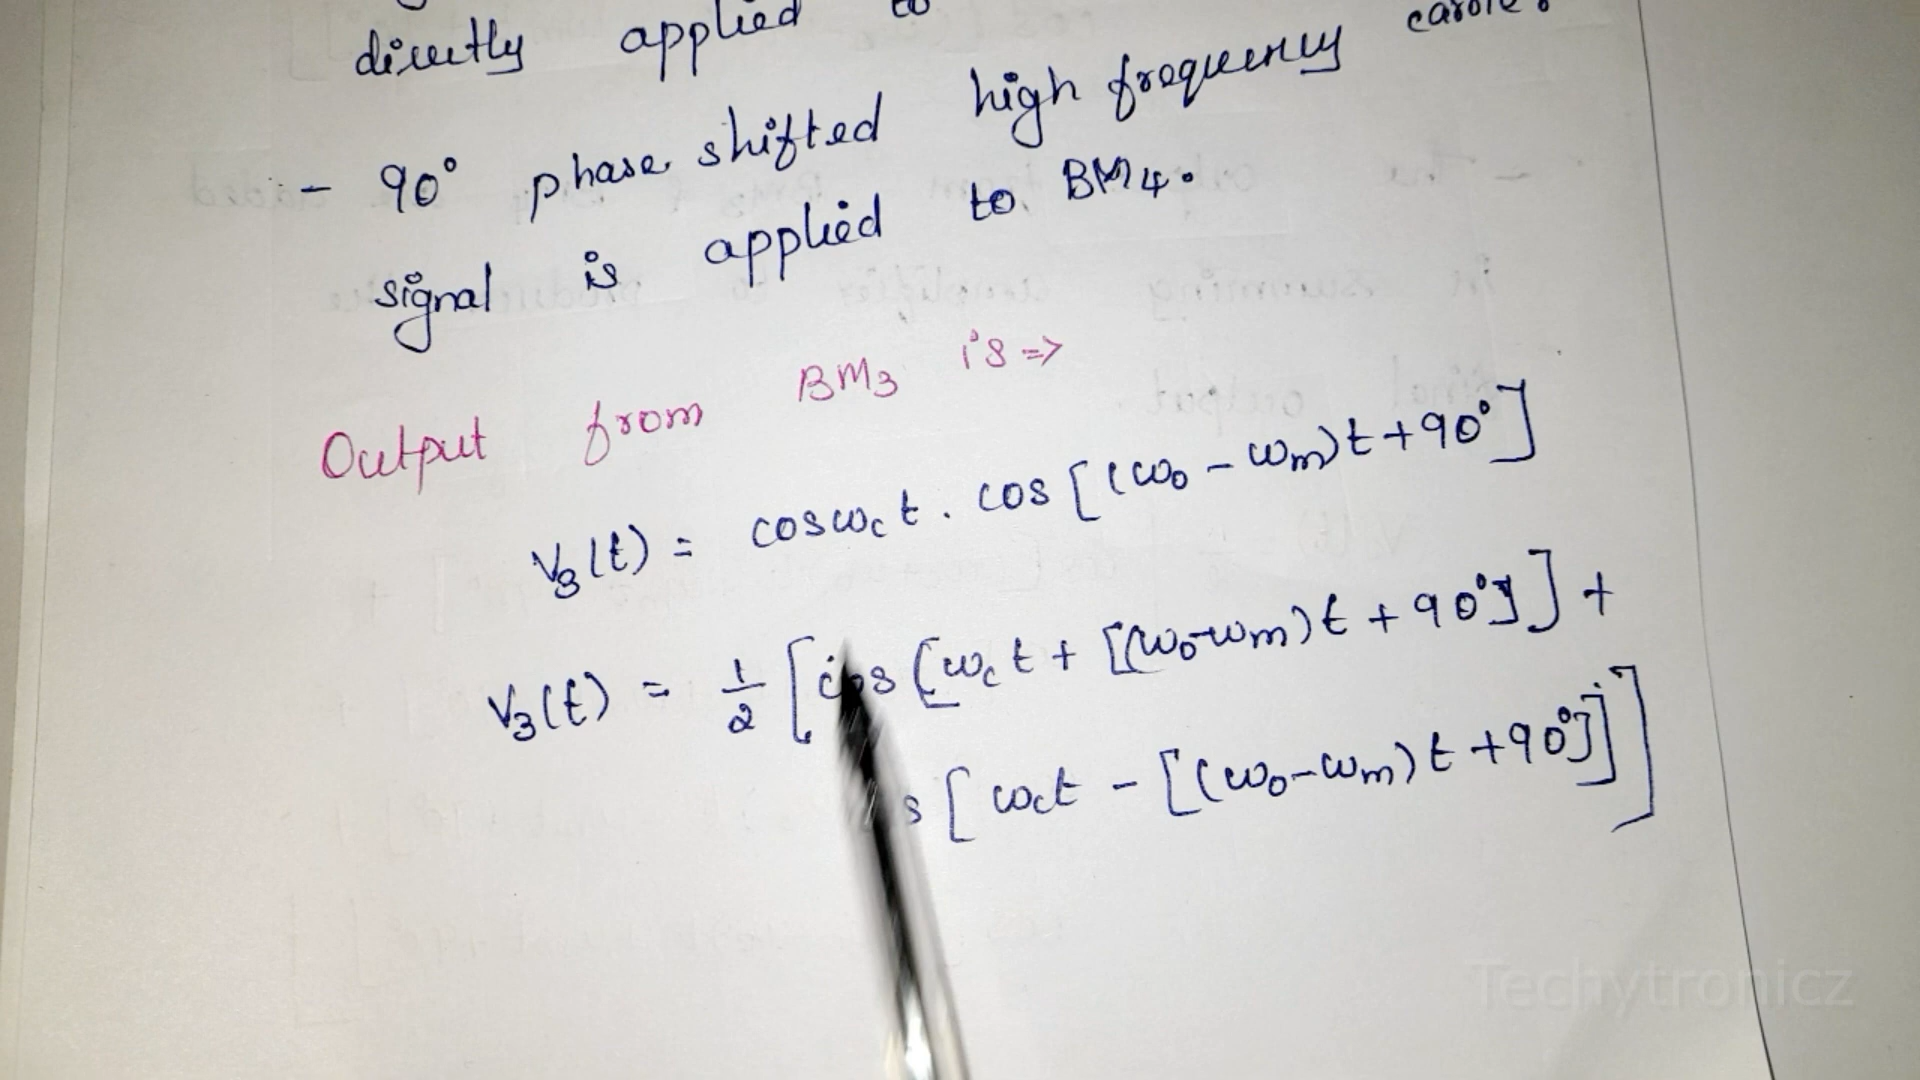 directly applied to
- 90° phase shifted high frequency
signal is applied to BM4.
Output from BM3 is =>
V3(t) = cosωct . cos[(ω0 - ωm)t + 90°]
V3(t) = 1/2 [cos[ωct + [(ω0-ωm)t + 90°]] +
s[ωct - [(ω0-ωm)t + 90°]]]
Techytronicz